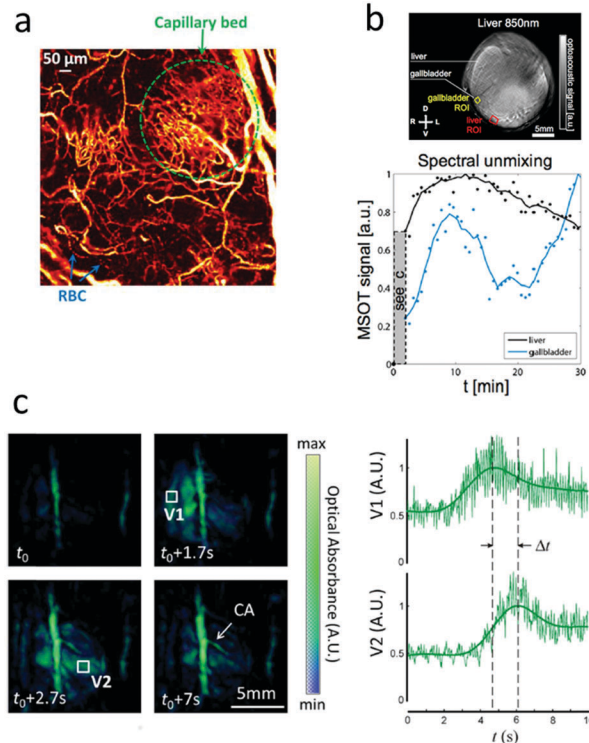 a
Capillary bed
50 µm
RBC
b
Liver 850nm
liver
gallbladder
gallbladder
ROI
liver
ROI
D
R L
V
5mm
optoacoustic
signal [a.u.]
Spectral unmixing
MSOT signal [a.u.]
1
0.8
0.6
0.4
0.2
0
see c
liver
gallbladder
0 10 20 30
t [min]
c
t0
V1
t0+1.7s
V2
t0+2.7s
CA
t0+7s
5mm
max
Optical Absorbance (A.U.)
min
V1 (A.U.)
1
0.5
Δt
V2 (A.U.)
1
0.5
0 2 4 6 8 10
t (s)